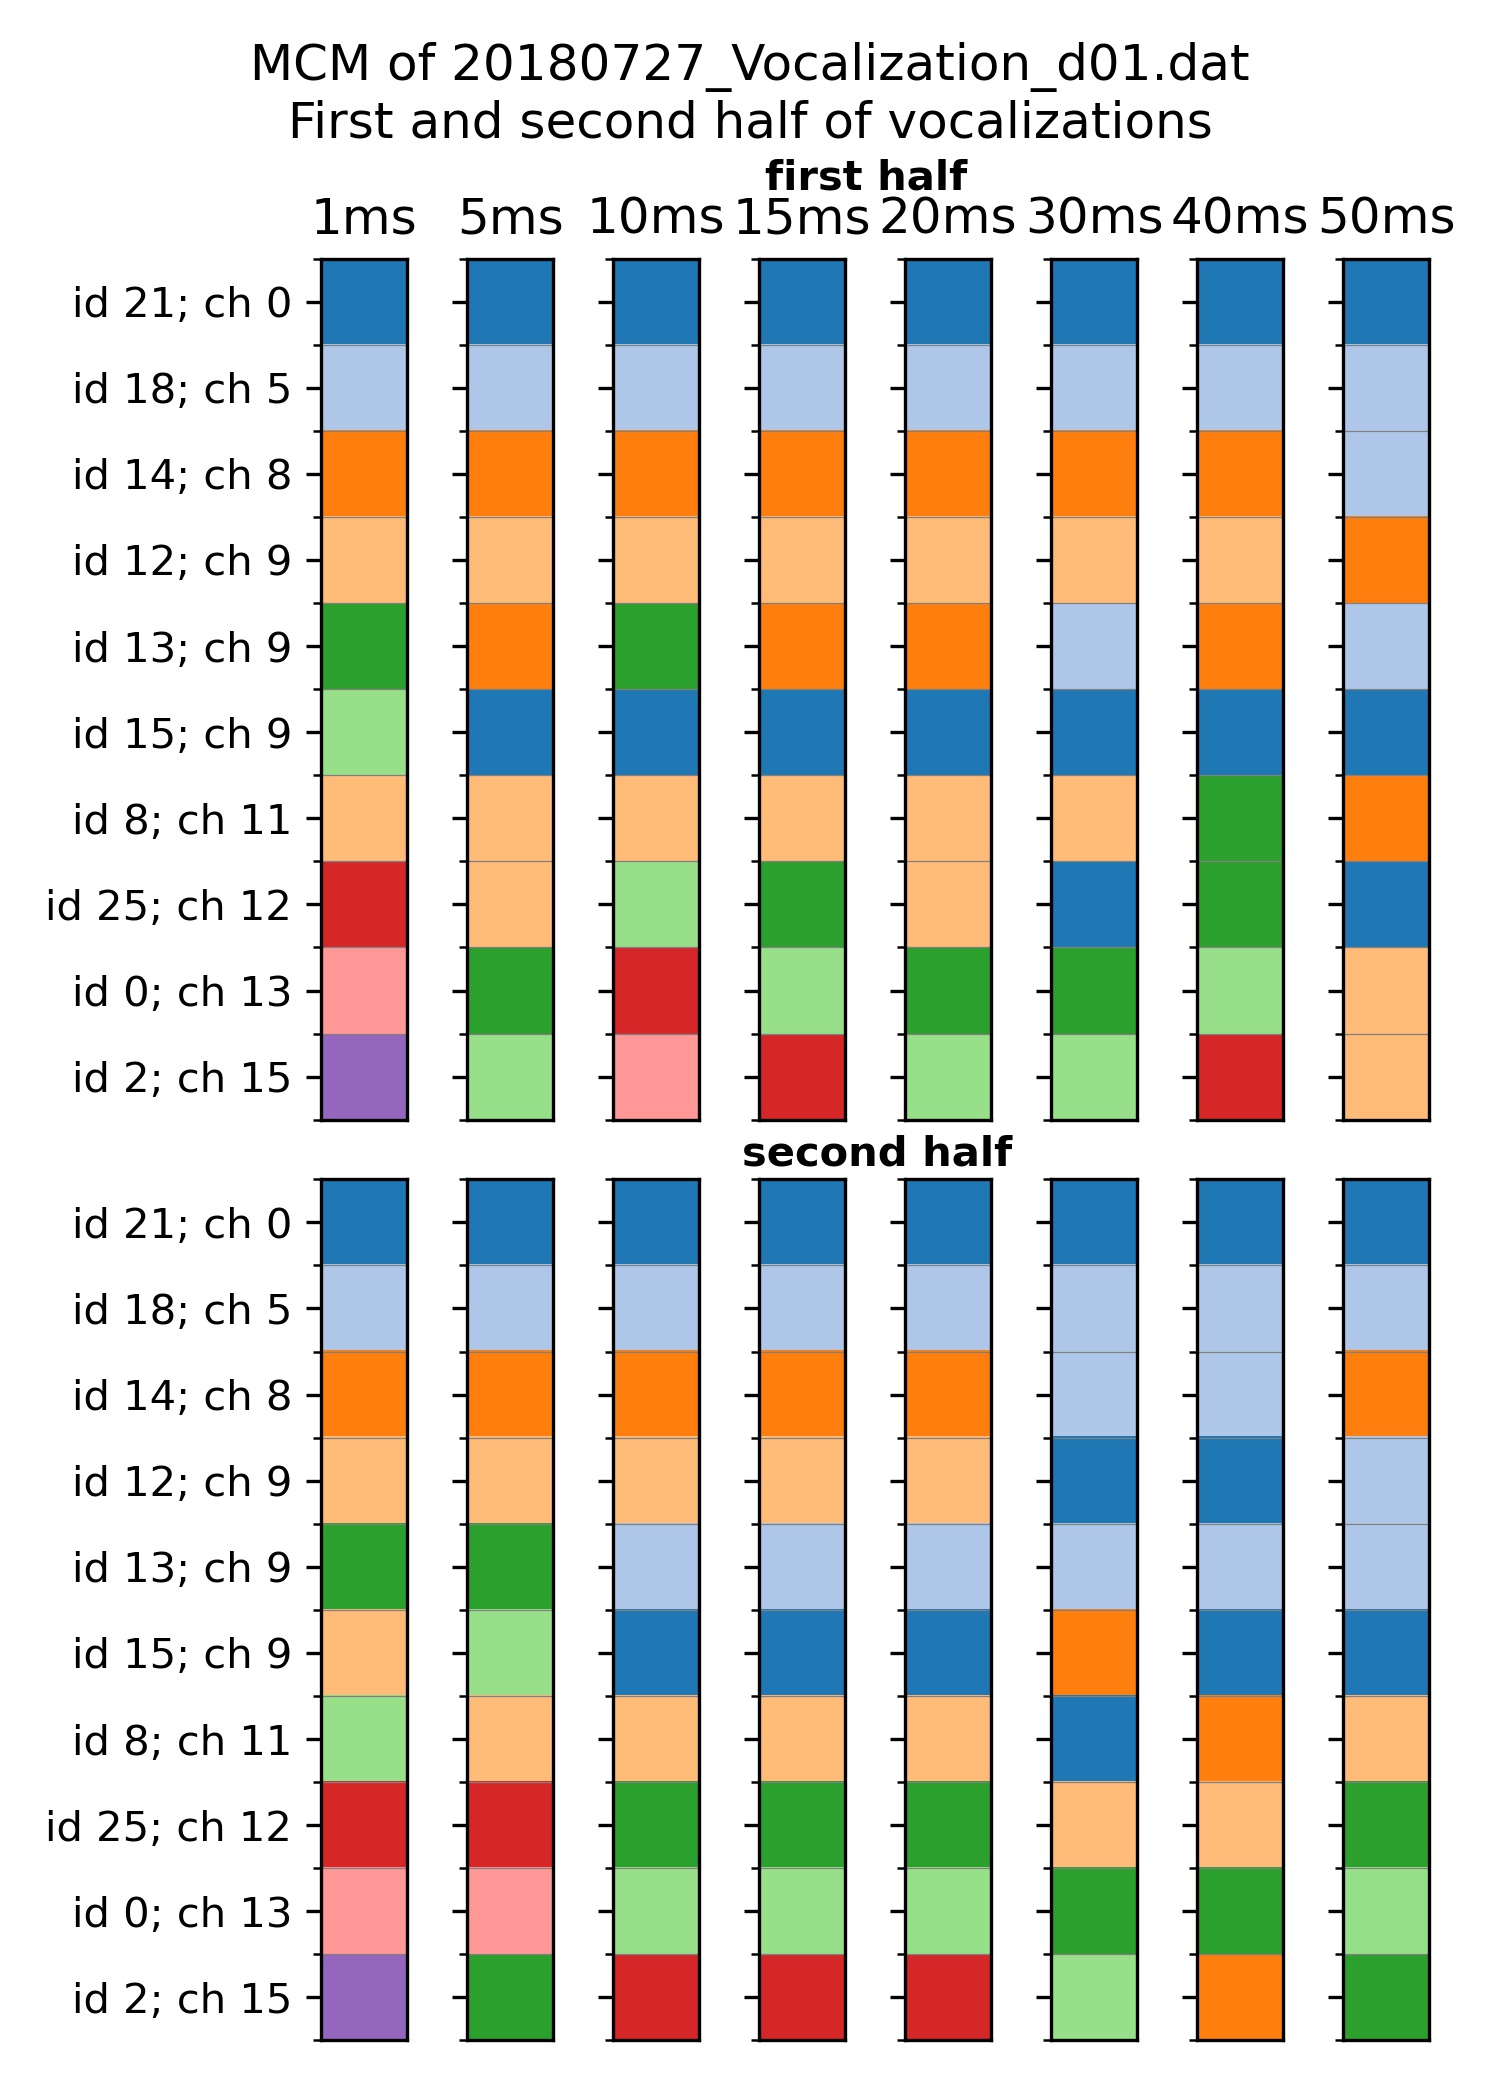 MCM of 20180727_Vocalization_d01.dat
First and second half of vocalizations
first half
1ms 5ms 10ms 15ms 20ms 30ms 40ms 50ms
id 21; ch 0
id 18; ch 5
id 14; ch 8
id 12; ch 9
id 13; ch 9
id 15; ch 9
id 8; ch 11
id 25; ch 12
id 0; ch 13
id 2; ch 15
second half
id 21; ch 0
id 18; ch 5
id 14; ch 8
id 12; ch 9
id 13; ch 9
id 15; ch 9
id 8; ch 11
id 25; ch 12
id 0; ch 13
id 2; ch 15